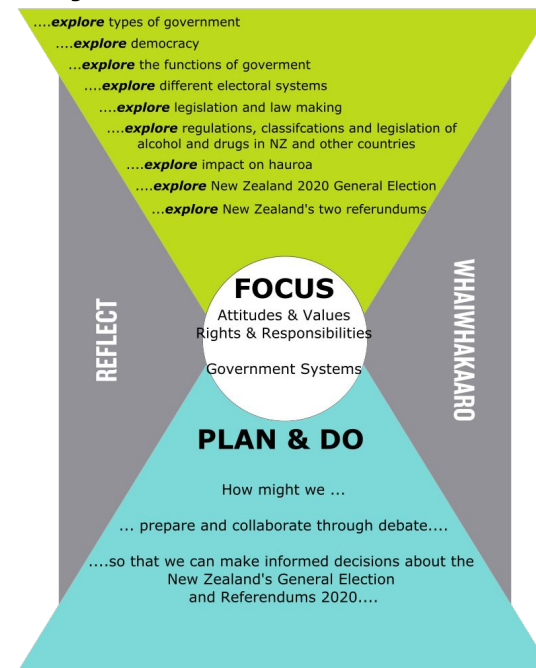 ....explore types of government
....explore democracy
...explore the functions of goverment
....explore different electoral systems
....explore legislation and law making
....explore regulations, classifcations and legislation of
alcohol and drugs in NZ and other countries
....explore impact on hauroa
....explore New Zealand 2020 General Election
...explore New Zealand's two referundums
FOCUS
Attitudes & Values
Rights & Responsibilities
Government Systems
REFLECT
WHAIWHAKAARO
PLAN & DO
How might we ...
... prepare and collaborate through debate....
....so that we can make informed decisions about the
New Zealand's General Election
and Referendums 2020....